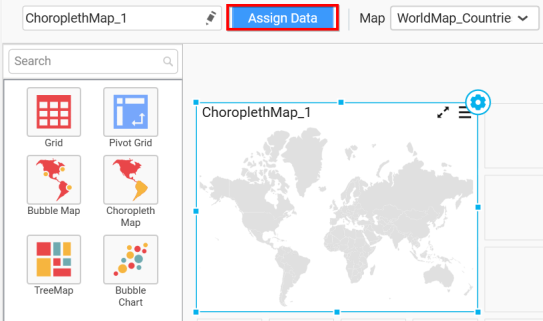 ChoroplethMap_1
Assign Data
Map
WorldMap_Countrie
Search
ChoroplethMap_1
Grid
Pivot Grid
Bubble Map
Choropleth
Map
TreeMap
Bubble
Chart